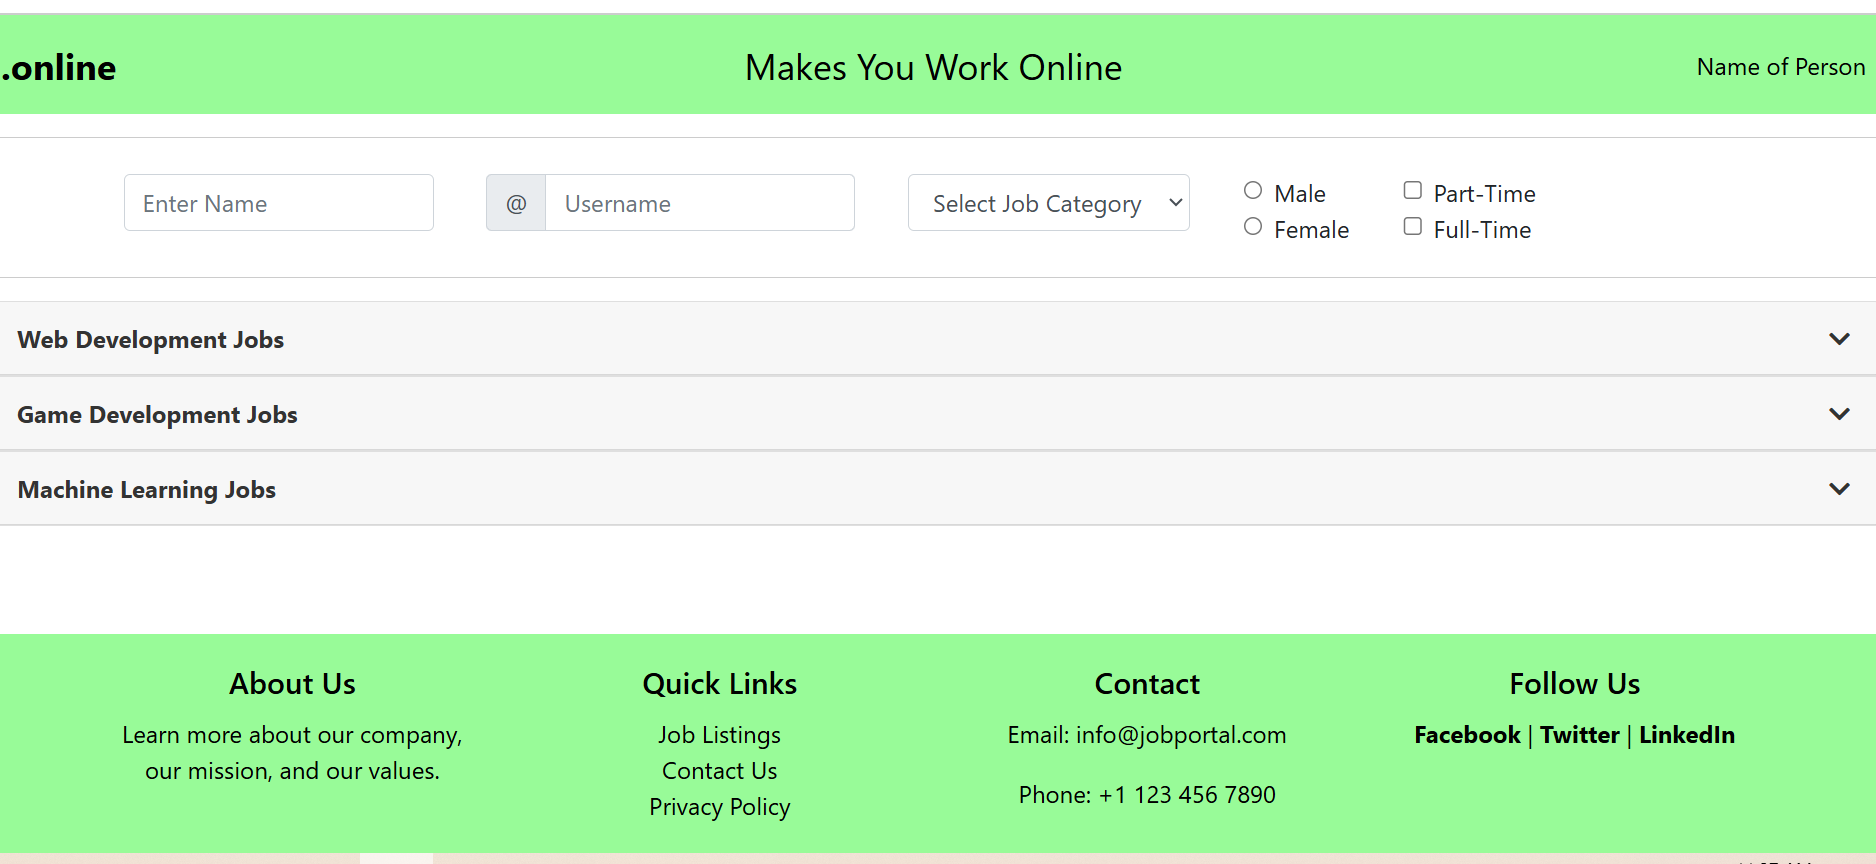 .online
Makes You Work Online
Name of Person
Enter Name
@ Username
Select Job Category
Male
Female
Part-Time
Full-Time
Web Development Jobs
Game Development Jobs
Machine Learning Jobs
About Us
Learn more about our company,
our mission, and our values.
Quick Links
Job Listings
Contact Us
Privacy Policy
Contact
Email: info@jobportal.com
Phone: +1 123 456 7890
Follow Us
Facebook | Twitter | LinkedIn